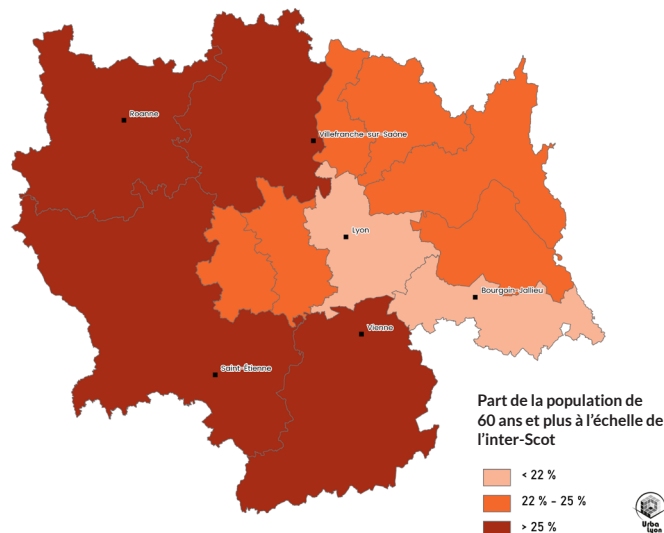 Roanne
Villefranche-sur-Saône
Lyon
Bourgoin-Jallieu
Vienne
Saint-Étienne
Part de la population de
60 ans et plus à l'échelle de
l'inter-Scot
< 22 %
22 % - 25 %
> 25 %
Urba
Lyon